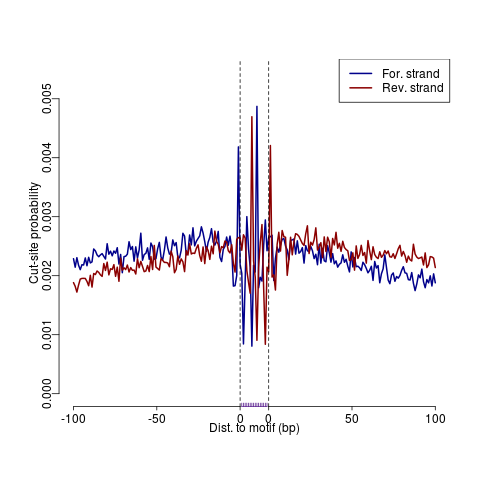 For. strand
Rev. strand
Cut-site probability
0.005
0.004
0.003
0.002
0.001
0.000
-100 -50 0 0 50 100
Dist. to motif (bp)